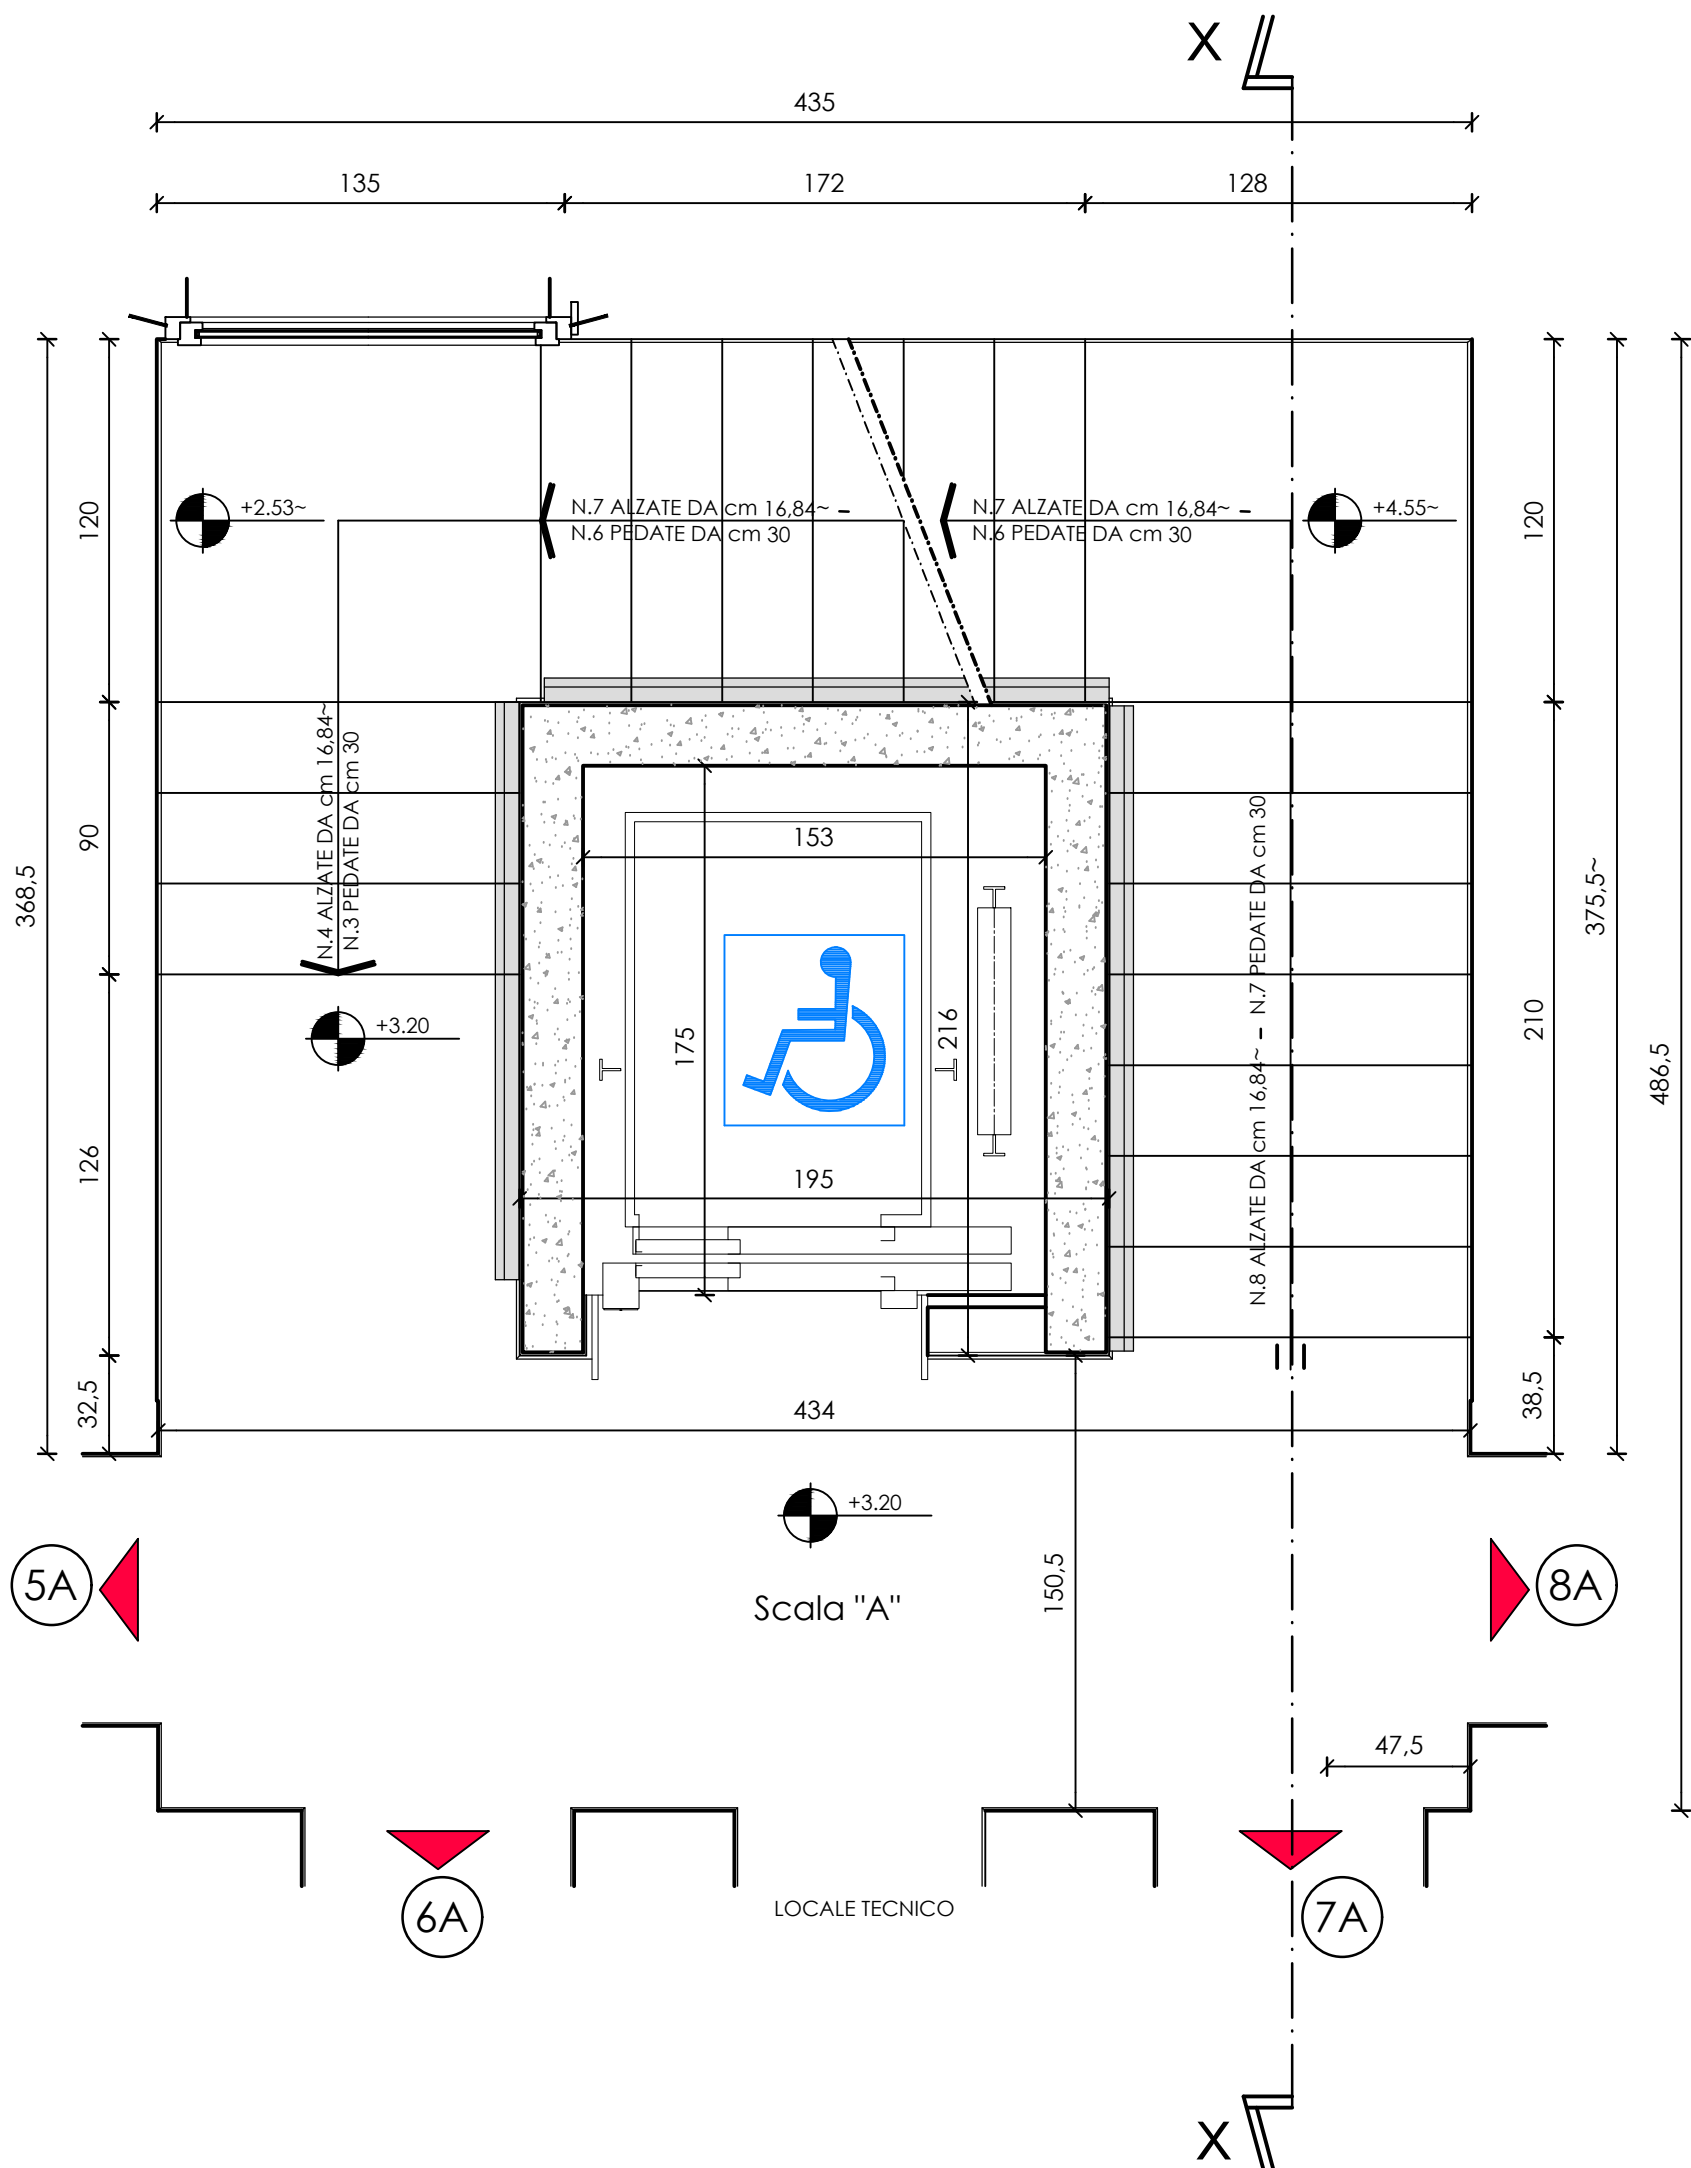 X
435
135
172
128
+2.53~
N.7 ALZATE DA cm 16,84~ –
N.6 PEDATE DA cm 30
N.7 ALZATE DA cm 16,84~ –
N.6 PEDATE DA cm 30
+4.55~
120
120
N.4 ALZATE DA cm 16,84~
N.3 PEDATE DA cm 30
90
368,5
153
375,5~
175
216
N.8 ALZATE DA cm 16,84~ – N.7 PEDATE DA cm 30
210
486,5
+3.20
126
195
32,5
434
38,5
+3.20
150,5
5A
Scala "A"
8A
47,5
6A
LOCALE TECNICO
7A
X